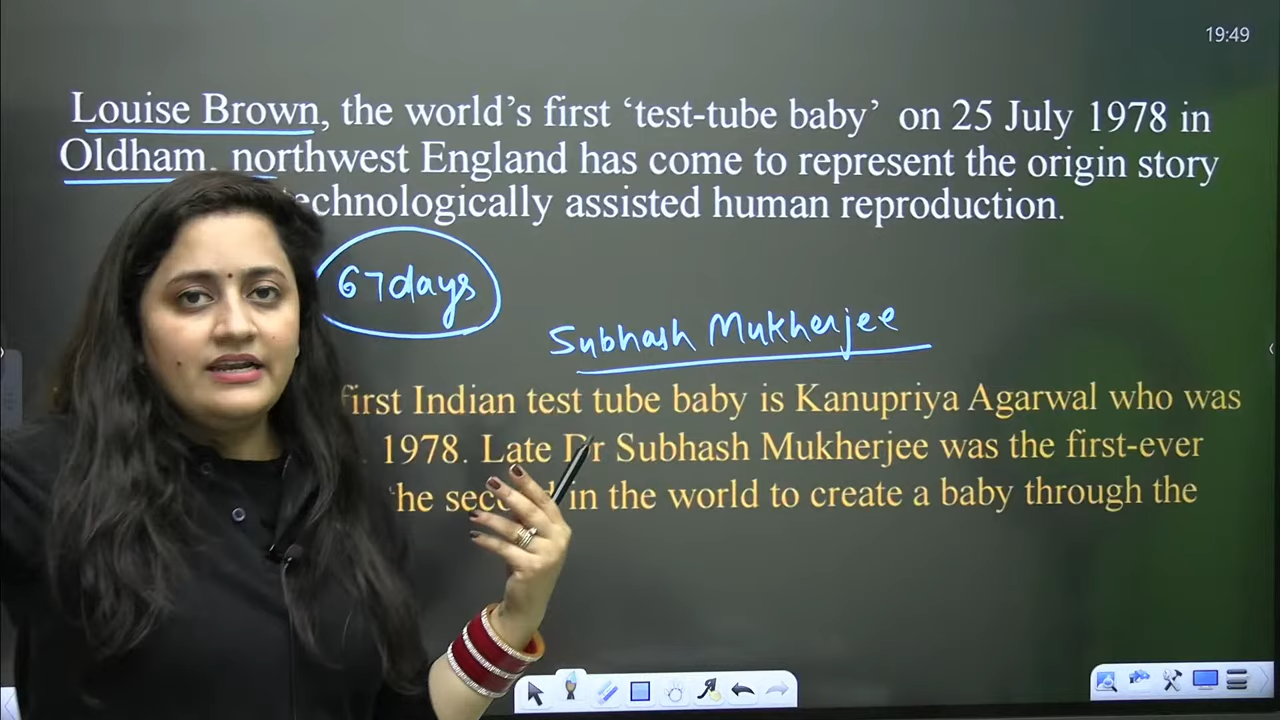 19:49
Louise Brown, the world’s first ‘test-tube baby’ on 25 July 1978 in
Oldham, northwest England has come to represent the origin story
echnologically assisted human reproduction.
67days
Subhash Mukherjee
first Indian test tube baby is Kanupriya Agarwal who was
1978. Late Dr Subhash Mukherjee was the first-ever
he second in the world to create a baby through the